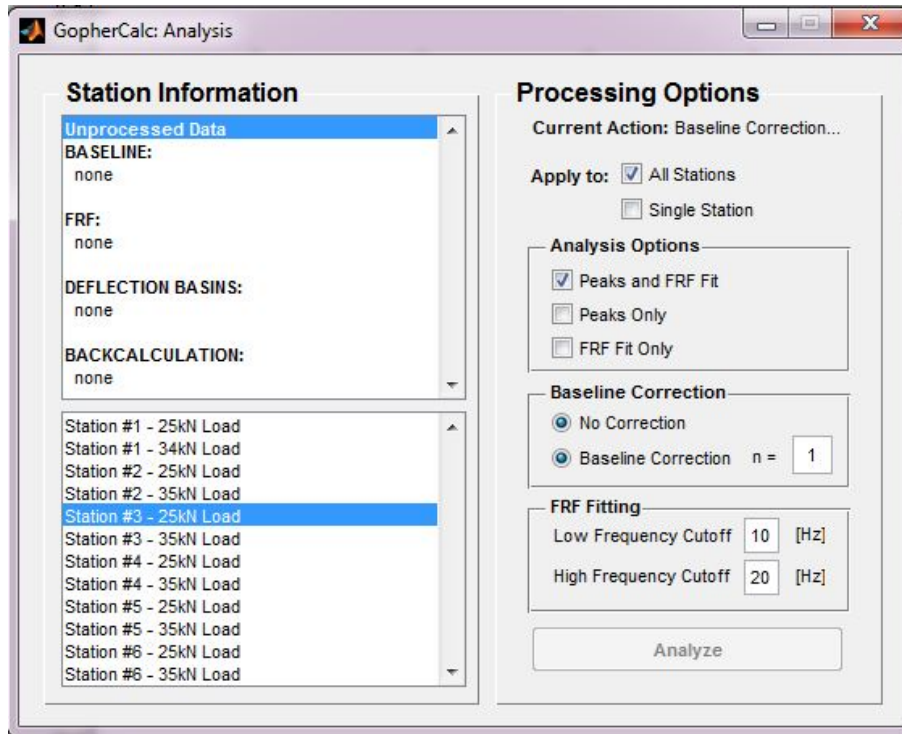 GopherCalc: Analysis
Station Information
Unprocessed Data
BASELINE:
none
FRF:
none
DEFLECTION BASINS:
none
BACKCALCULATION:
none
Station #1 - 25kN Load
Station #1 - 34kN Load
Station #2 - 25kN Load
Station #2 - 35kN Load
Station #3 - 25kN Load
Station #3 - 35kN Load
Station #4 - 25kN Load
Station #4 - 35kN Load
Station #5 - 25kN Load
Station #5 - 35kN Load
Station #6 - 25kN Load
Station #6 - 35kN Load
Processing Options
Current Action: Baseline Correction...
Apply to: All Stations
Single Station
Analysis Options
Peaks and FRF Fit
Peaks Only
FRF Fit Only
Baseline Correction
No Correction
Baseline Correction n = 1
FRF Fitting
Low Frequency Cutoff 10 [Hz]
High Frequency Cutoff 20 [Hz]
Analyze